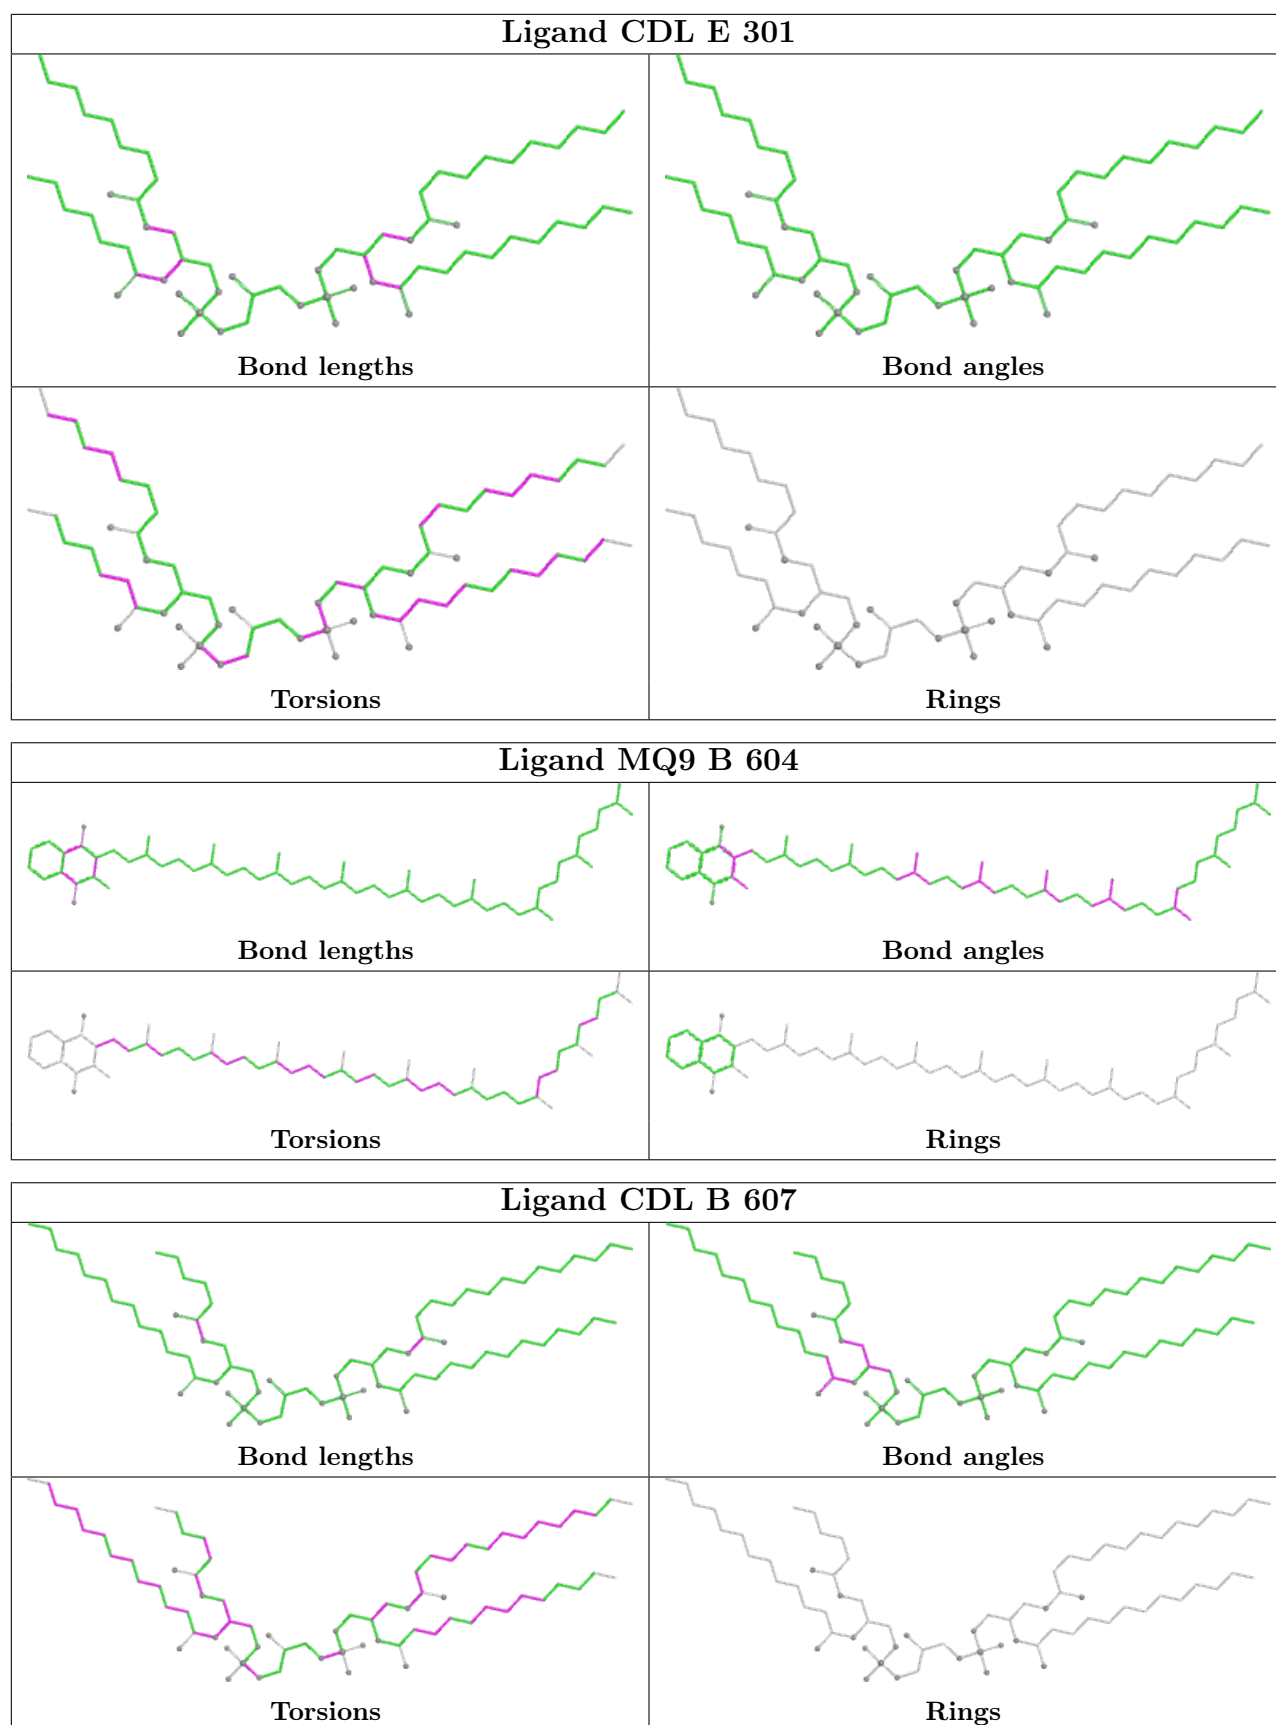 Ligand CDL E 301
Bond lengths
Bond angles
Torsions
Rings
Ligand MQ9 B 604
Bond lengths
Bond angles
Torsions
Rings
Ligand CDL B 607
Bond lengths
Bond angles
Torsions
Rings